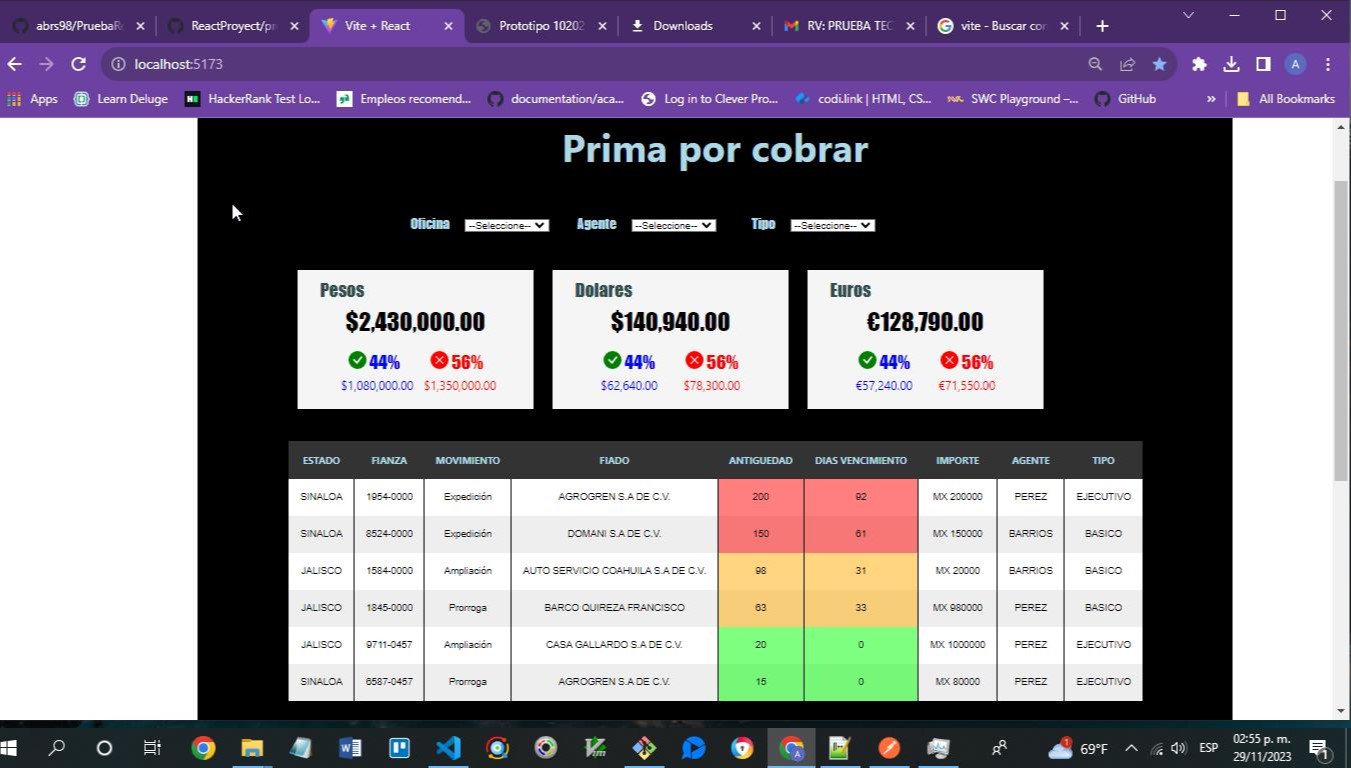 abrs98/PruebaRe
ReactProyect/pr
Vite + React
Prototipo 10202
Downloads
RV: PRUEBA TEC
vite - Buscar con
localhost:5173
A
Apps
Learn Deluge
HackerRank Test Lo...
Empleos recomend...
documentation/aca...
Log in to Clever Pro...
codi.link | HTML, CS...
SWC Playground –...
GitHub
»
All Bookmarks
Prima por cobrar
Oficina --Seleccione-- Agente --Seleccione-- Tipo --Seleccione--
Pesos
$2,430,000.00
44% 56%
$1,080,000.00 $1,350,000.00
Dolares
$140,940.00
44% 56%
$62,640.00 $78,300.00
Euros
€128,790.00
44% 56%
€57,240.00 €71,550.00
ESTADO FIANZA MOVIMIENTO FIADO ANTIGUEDAD DIAS VENCIMIENTO IMPORTE AGENTE TIPO
SINALOA 1954-0000 Expedición AGROGREN S.A DE C.V. 200 92 MX 200000 PEREZ EJECUTIVO
SINALOA 8524-0000 Expedición DOMANI S.A DE C.V. 150 61 MX 150000 BARRIOS BASICO
JALISCO 1584-0000 Ampliación AUTO SERVICIO COAHUILA S.A DE C.V. 98 31 MX 20000 BARRIOS BASICO
JALISCO 1845-0000 Prorroga BARCO QUIREZA FRANCISCO 63 33 MX 980000 PEREZ BASICO
JALISCO 9711-0457 Ampliación CASA GALLARDO S.A DE C.V. 20 0 MX 1000000 PEREZ EJECUTIVO
SINALOA 6587-0457 Prorroga AGROGREN S.A DE C.V. 15 0 MX 80000 PEREZ EJECUTIVO
69°F
ESP
02:55 p. m.
29/11/2023
1